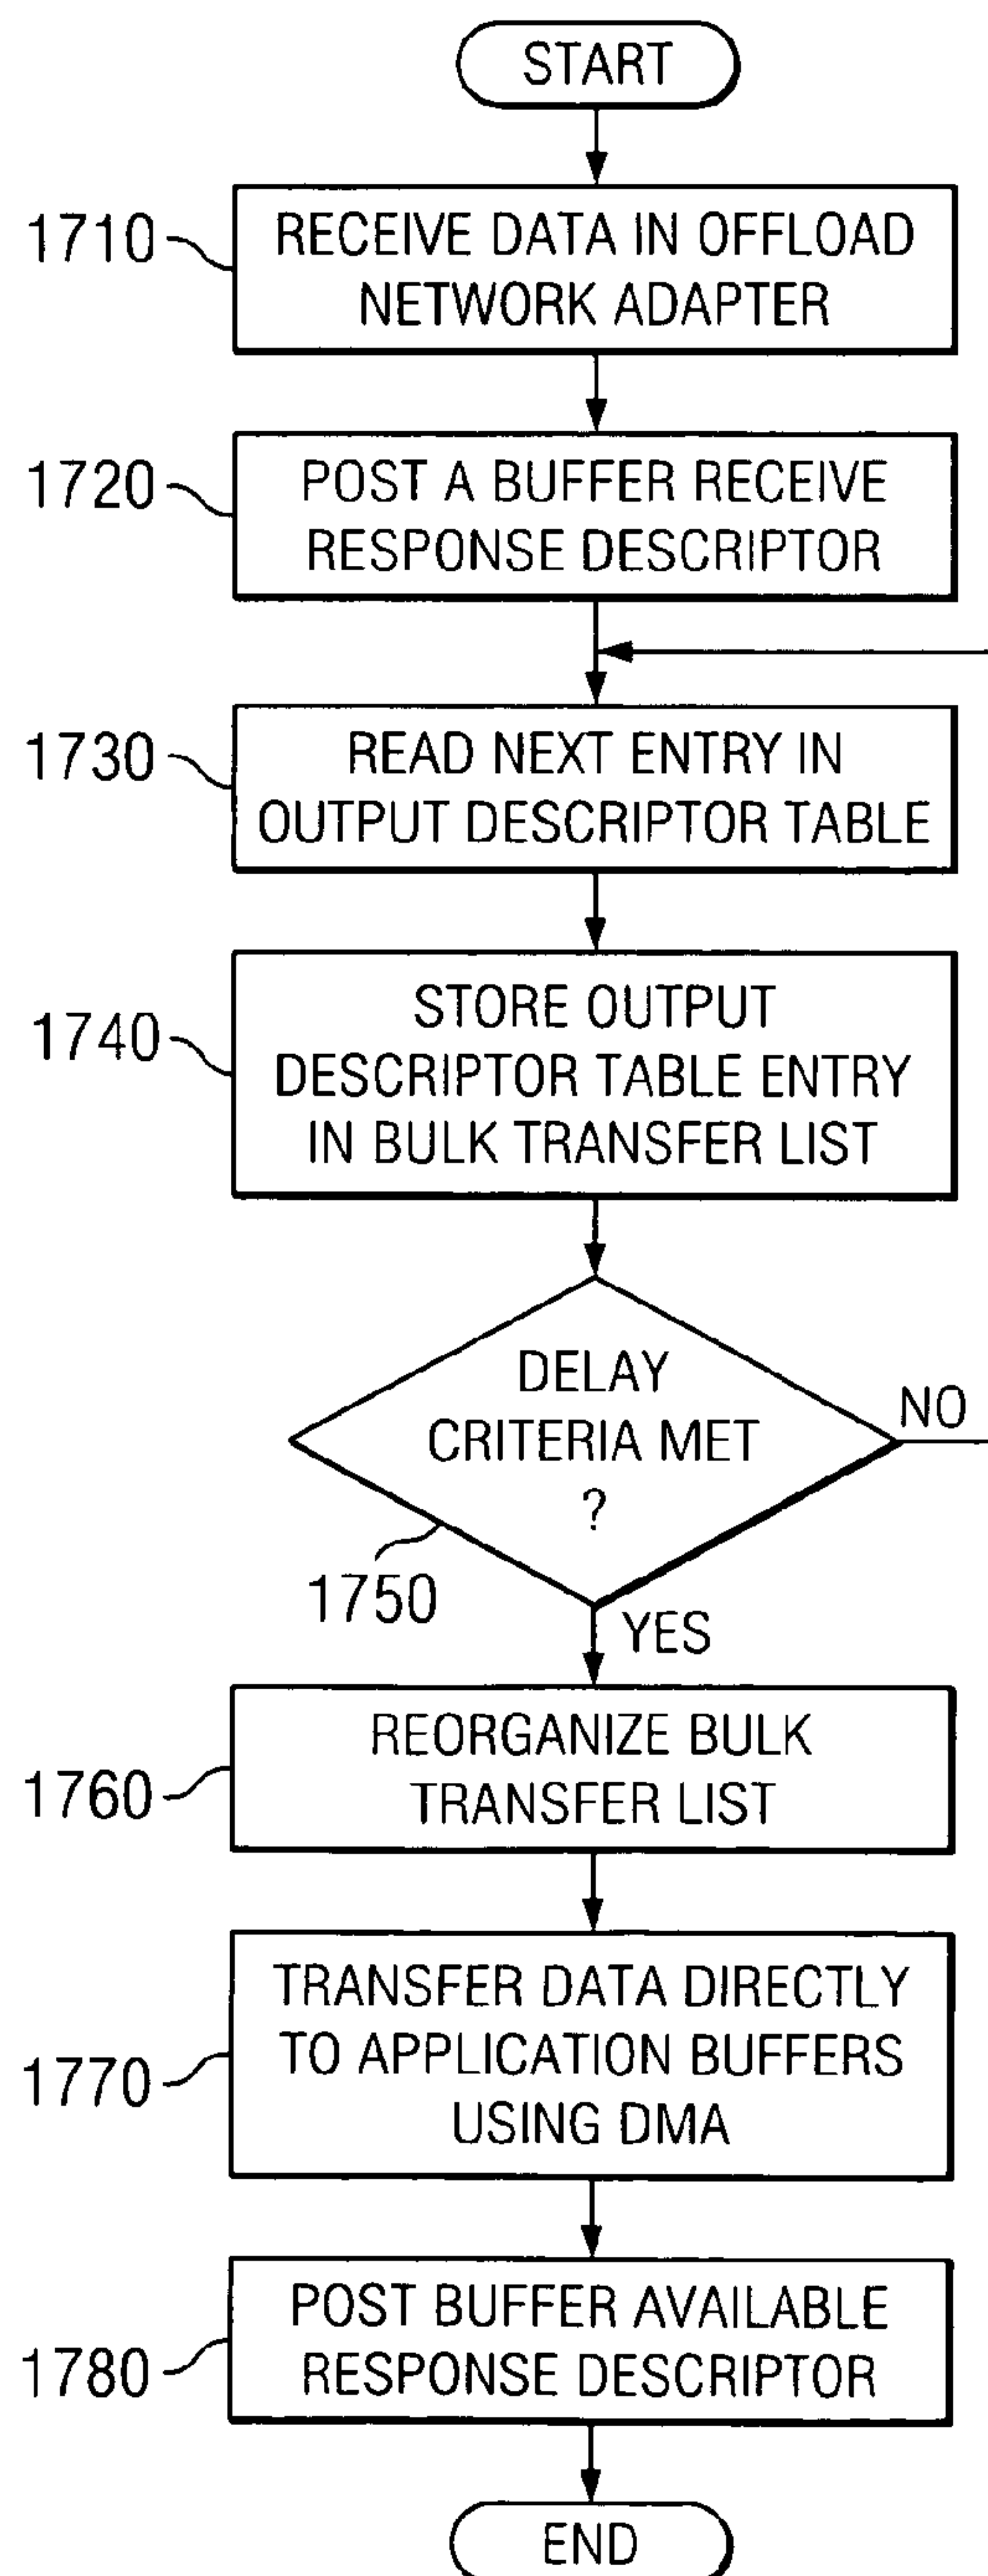 START
1710
RECEIVE DATA IN OFFLOAD
NETWORK ADAPTER
1720
POST A BUFFER RECEIVE
RESPONSE DESCRIPTOR
1730
READ NEXT ENTRY IN
OUTPUT DESCRIPTOR TABLE
1740
STORE OUTPUT
DESCRIPTOR TABLE ENTRY
IN BULK TRANSFER LIST
DELAY
CRITERIA MET
?
NO
1750
YES
1760
REORGANIZE BULK
TRANSFER LIST
1770
TRANSFER DATA DIRECTLY
TO APPLICATION BUFFERS
USING DMA
1780
POST BUFFER AVAILABLE
RESPONSE DESCRIPTOR
END